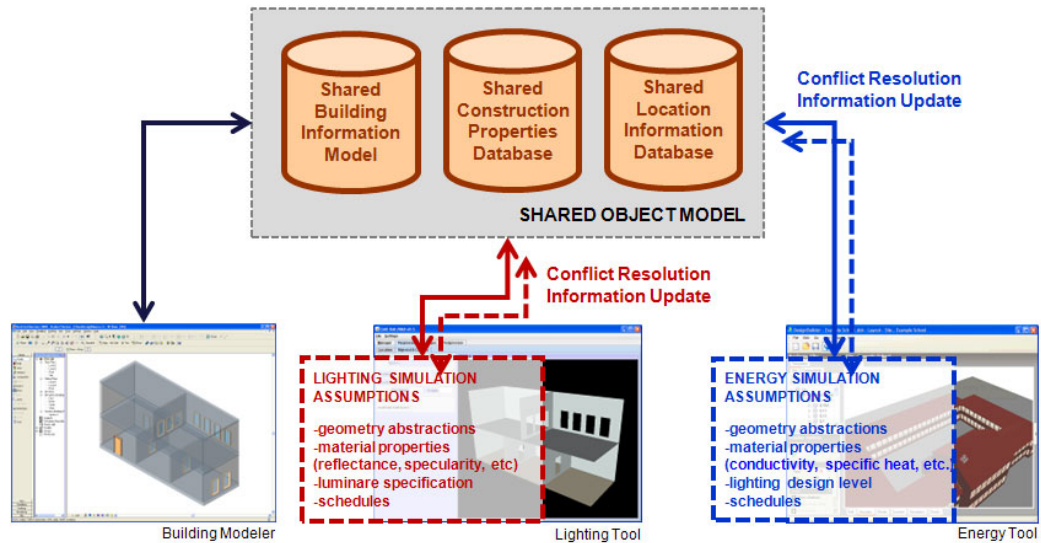 Shared
Building
Information
Model
Shared
Construction
Properties
Database
Shared
Location
Information
Database
SHARED OBJECT MODEL
Conflict Resolution
Information Update
Conflict Resolution
Information Update
LIGHTING SIMULATION
ASSUMPTIONS
-geometry abstractions
-material properties
(reflectance, specularity, etc)
-luminare specification
-schedules
ENERGY SIMULATION
ASSUMPTIONS
-geometry abstractions
-material properties
(conductivity, specific heat, etc.)
-lighting design level
-schedules
Building Modeler
Lighting Tool
Energy Tool